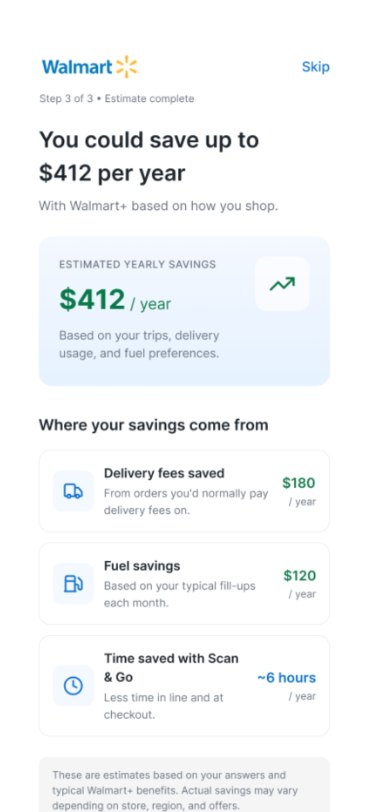 Walmart
Skip
Step 3 of 3 • Estimate complete
You could save up to
$412 per year
With Walmart+ based on how you shop.
ESTIMATED YEARLY SAVINGS
$412 / year
Based on your trips, delivery
usage, and fuel preferences.
Where your savings come from
Delivery fees saved
From orders you'd normally pay
delivery fees on.
$180
/ year
Fuel savings
Based on your typical fill-ups
each month.
$120
/ year
Time saved with Scan
& Go
Less time in line and at
checkout.
~6 hours
/ year
These are estimates based on your answers and
typical Walmart+ benefits. Actual savings may vary
depending on store, region, and offers.